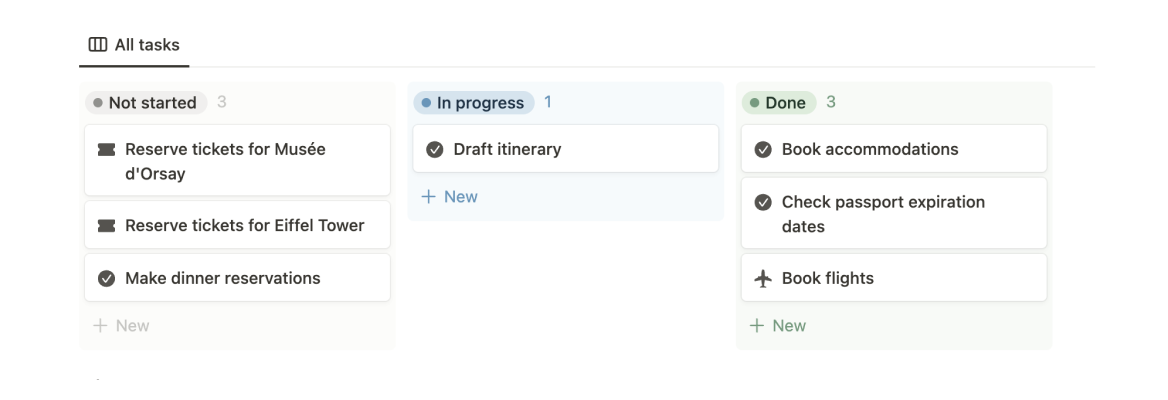 All tasks
Not started 3
Reserve tickets for Musée
d'Orsay
Reserve tickets for Eiffel Tower
Make dinner reservations
+ New
In progress 1
Draft itinerary
+ New
Done 3
Book accommodations
Check passport expiration
dates
Book flights
+ New